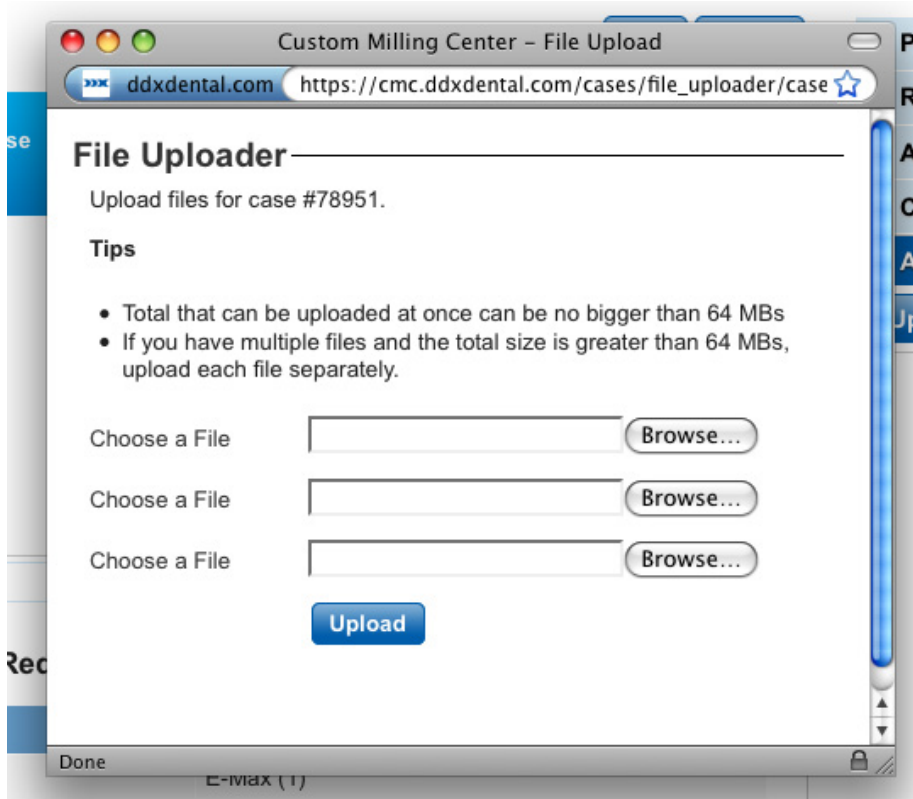 Custom Milling Center – File Upload
P
ddxdental.com https://cmc.ddxdental.com/cases/file_uploader/case
R
se
File Uploader
A
Upload files for case #78951.
C
Tips
A
• Total that can be uploaded at once can be no bigger than 64 MBs
Up
• If you have multiple files and the total size is greater than 64 MBs,
upload each file separately.
Choose a File Browse...
Choose a File Browse...
Choose a File Browse...
Upload
Rec
Done
E-Max (1)